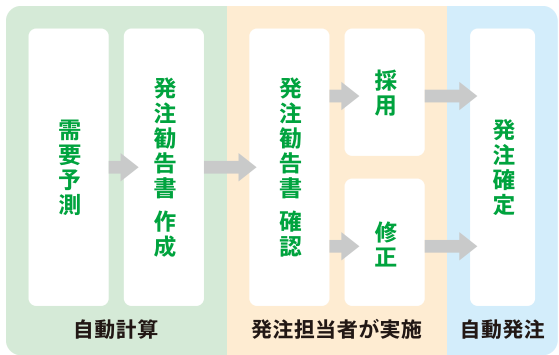 需要予測
発注勧告書 作成
発注勧告書 確認
採用
修正
発注確定
自動計算
発注担当者が実施
自動発注